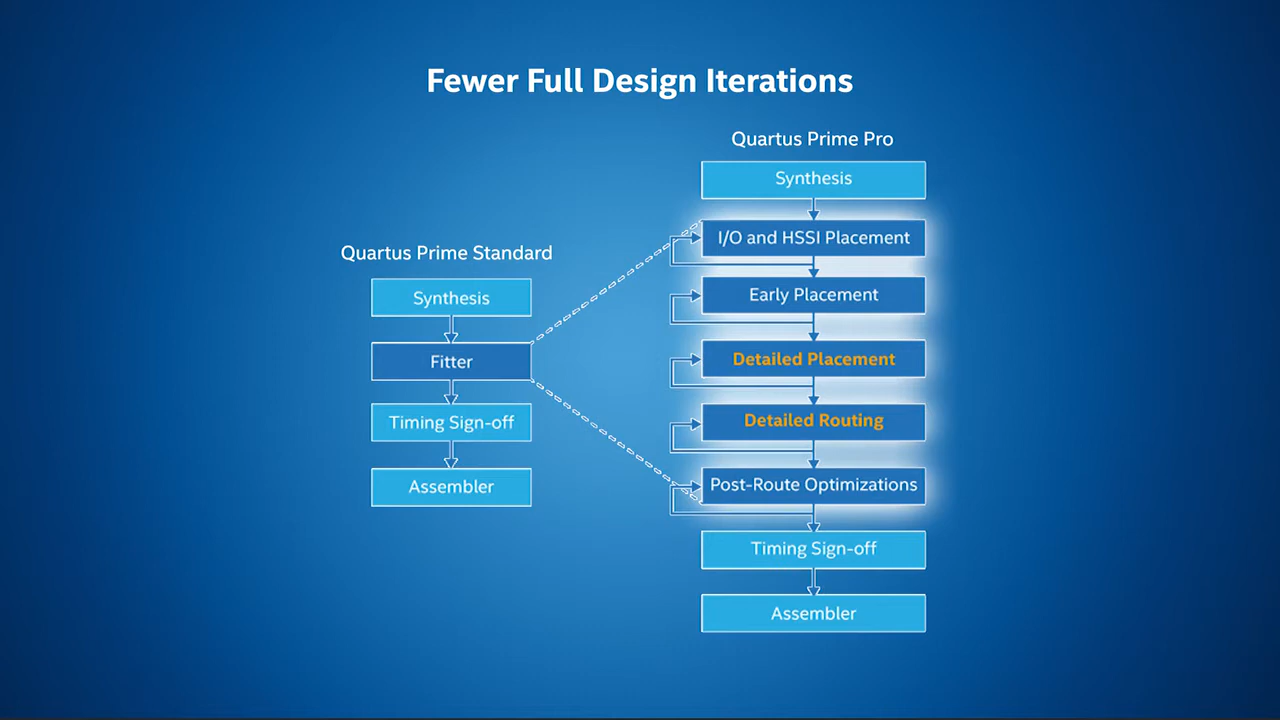 Fewer Full Design Iterations
Quartus Prime Standard
Synthesis
Fitter
Timing Sign-off
Assembler
Quartus Prime Pro
Synthesis
I/O and HSSI Placement
Early Placement
Detailed Placement
Detailed Routing
Post-Route Optimizations
Timing Sign-off
Assembler